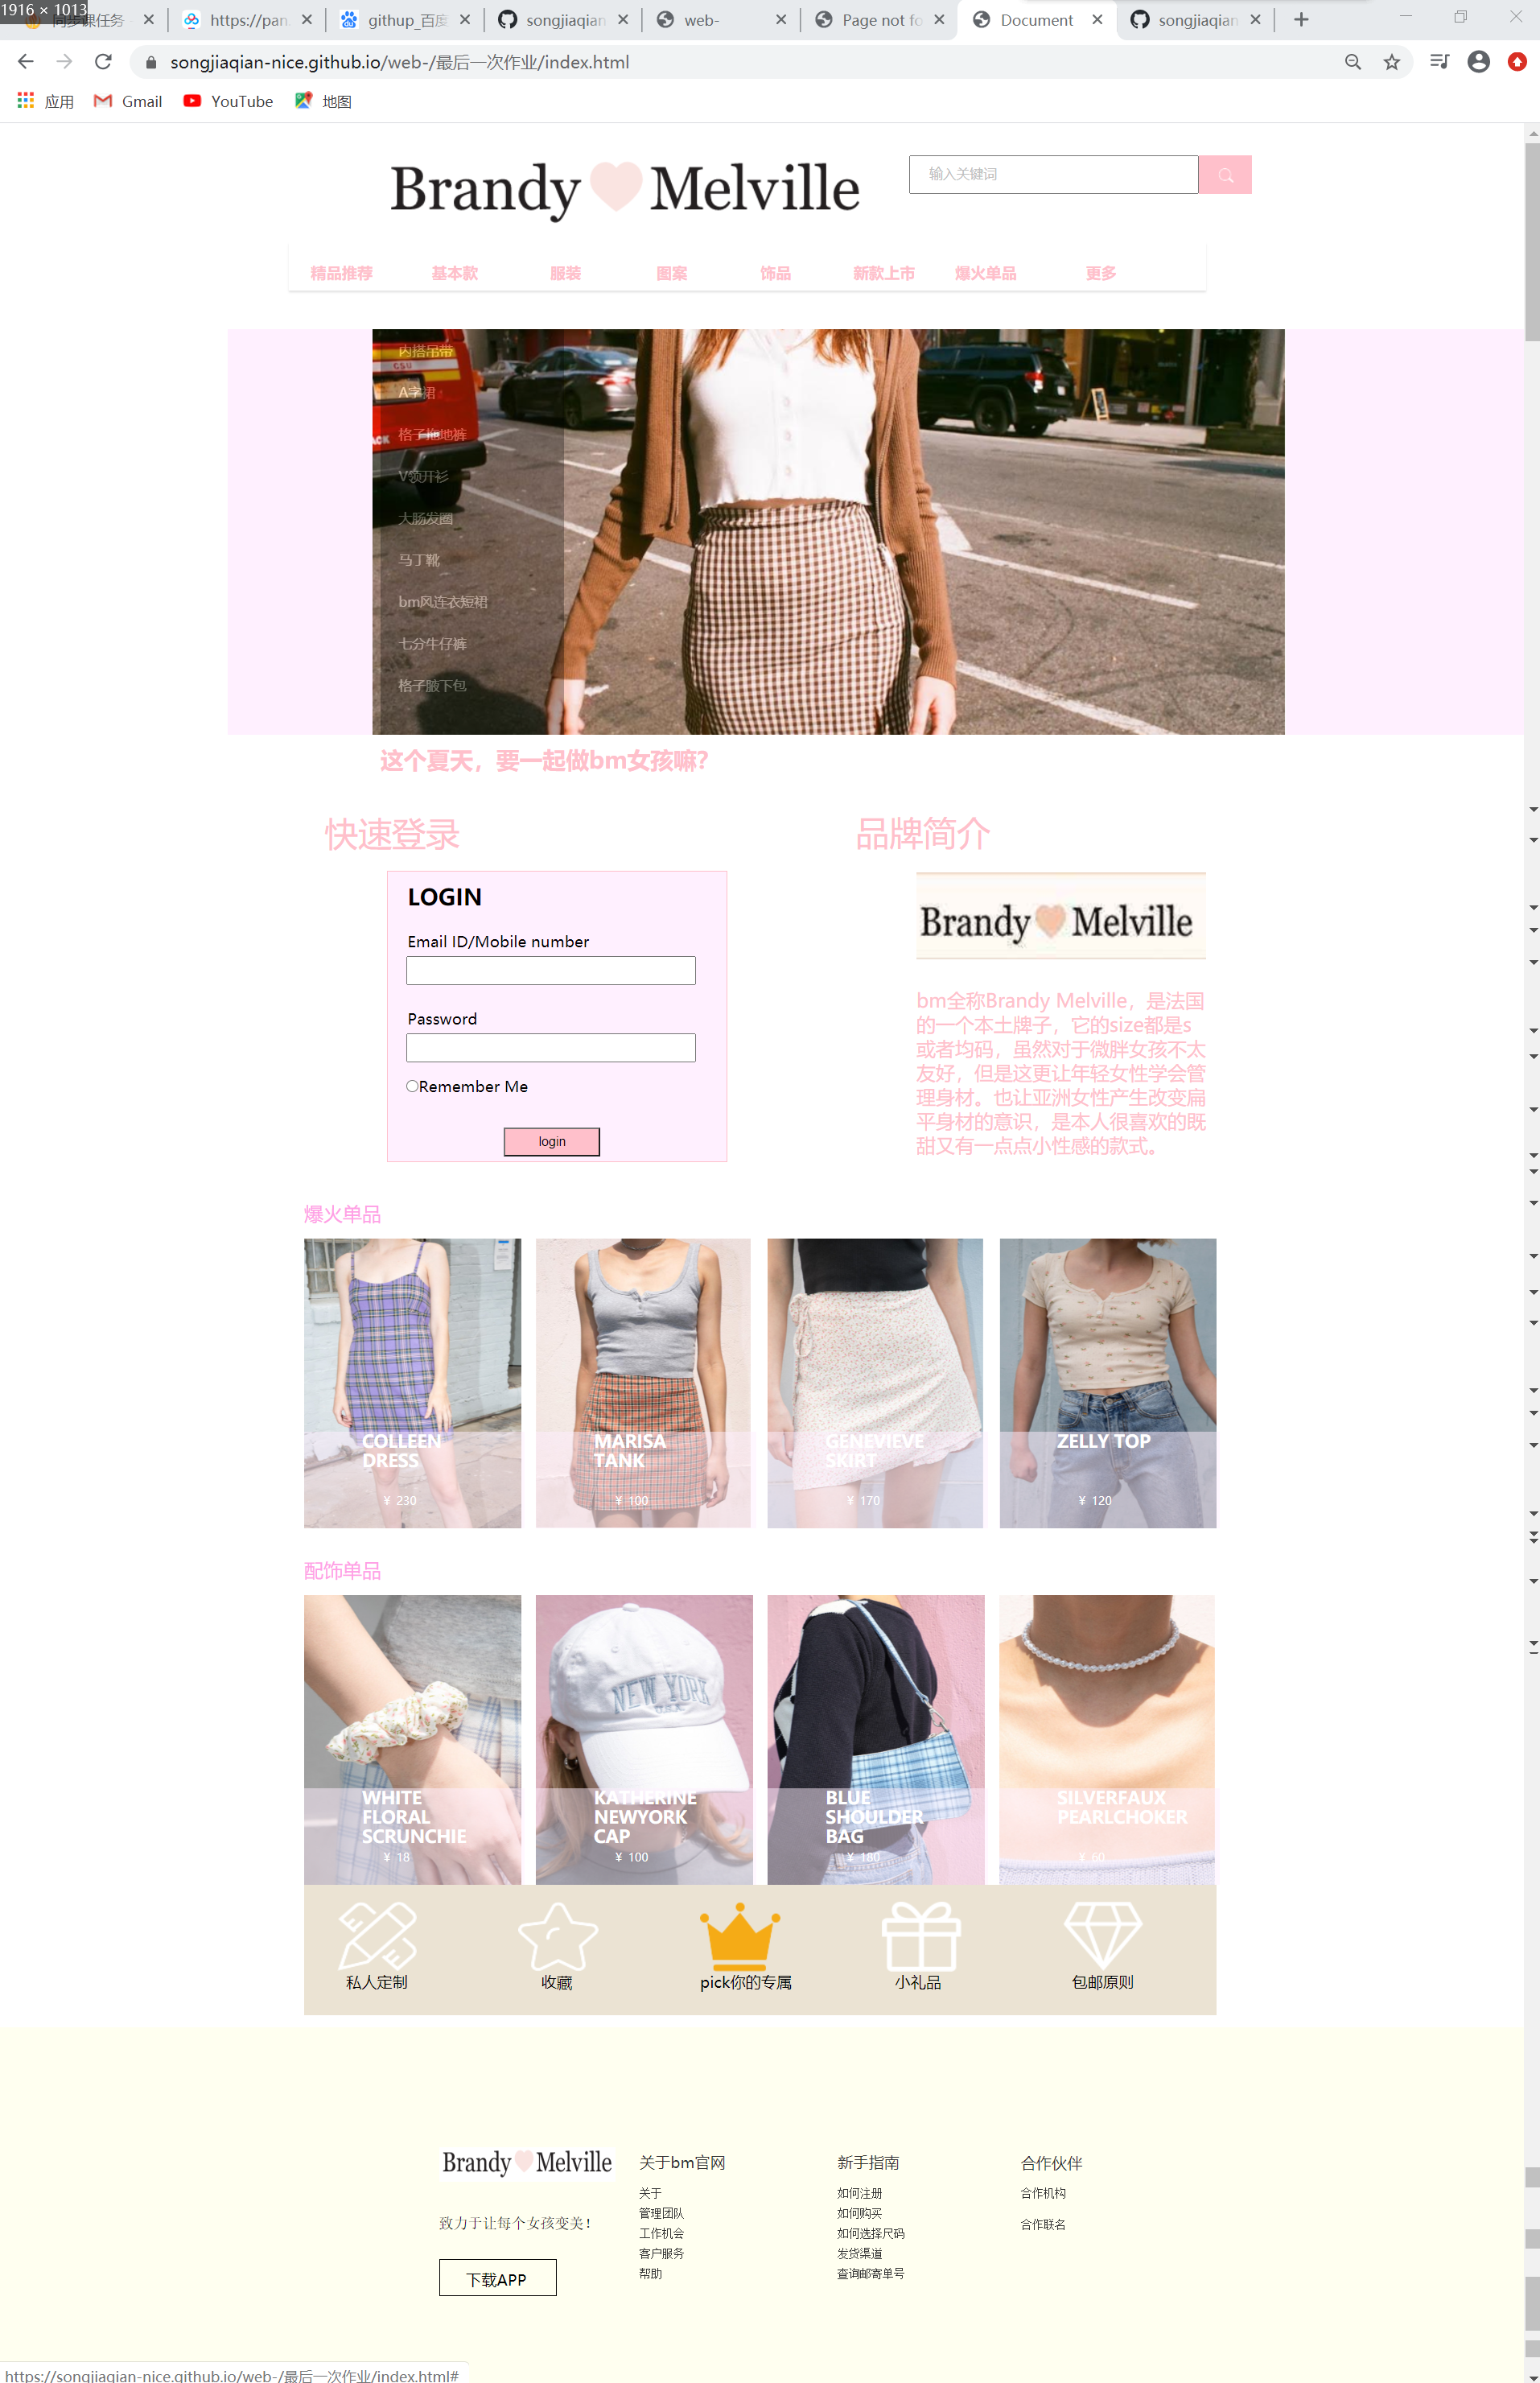 1916 × 1013
同步课任务
https://pan.
githup_百度
songjiaqian
web-
Page not fo
Document
songjiaqian
songjiaqian-nice.github.io/web-/最后一次作业/index.html
应用
Gmail
YouTube
地图
Brandy Melville
输入关键词
精品推荐
基本款
服装
图案
饰品
新款上市
爆火单品
更多
内搭吊带
A字裙
格子拖地裤
V领开衫
大肠发圈
马丁靴
bm风连衣短裙
七分牛仔裤
格子腋下包
这个夏天，要一起做bm女孩嘛?
快速登录
LOGIN
Email ID/Mobile number
Password
Remember Me
login
品牌简介
Brandy Melville
bm全称Brandy Melville，是法国
的一个本土牌子，它的size都是s
或者均码，虽然对于微胖女孩不太
友好，但是这更让年轻女性学会管
理身材。也让亚洲女性产生改变扁
平身材的意识，是本人很喜欢的既
甜又有一点点小性感的款式。
爆火单品
COLLEEN
DRESS
¥ 230
MARISA
TANK
¥ 100
GENEVIEVE
SKIRT
¥ 170
ZELLY TOP
¥ 120
配饰单品
WHITE
FLORAL
SCRUNCHIE
¥ 18
NEW YORK
KATHERINE
NEWYORK
CAP
¥ 100
BLUE
SHOULDER
BAG
¥ 180
SILVERFAUX
PEARLCHOKER
¥ 60
私人定制
收藏
pick你的专属
小礼品
包邮原则
Brandy Melville
致力于让每个女孩变美！
下载APP
关于bm官网
关于
管理团队
工作机会
客户服务
帮助
新手指南
如何注册
如何购买
如何选择尺码
发货渠道
查询邮寄单号
合作伙伴
合作机构
合作联名
https://songjiaqian-nice.github.io/web-/最后一次作业/index.html#